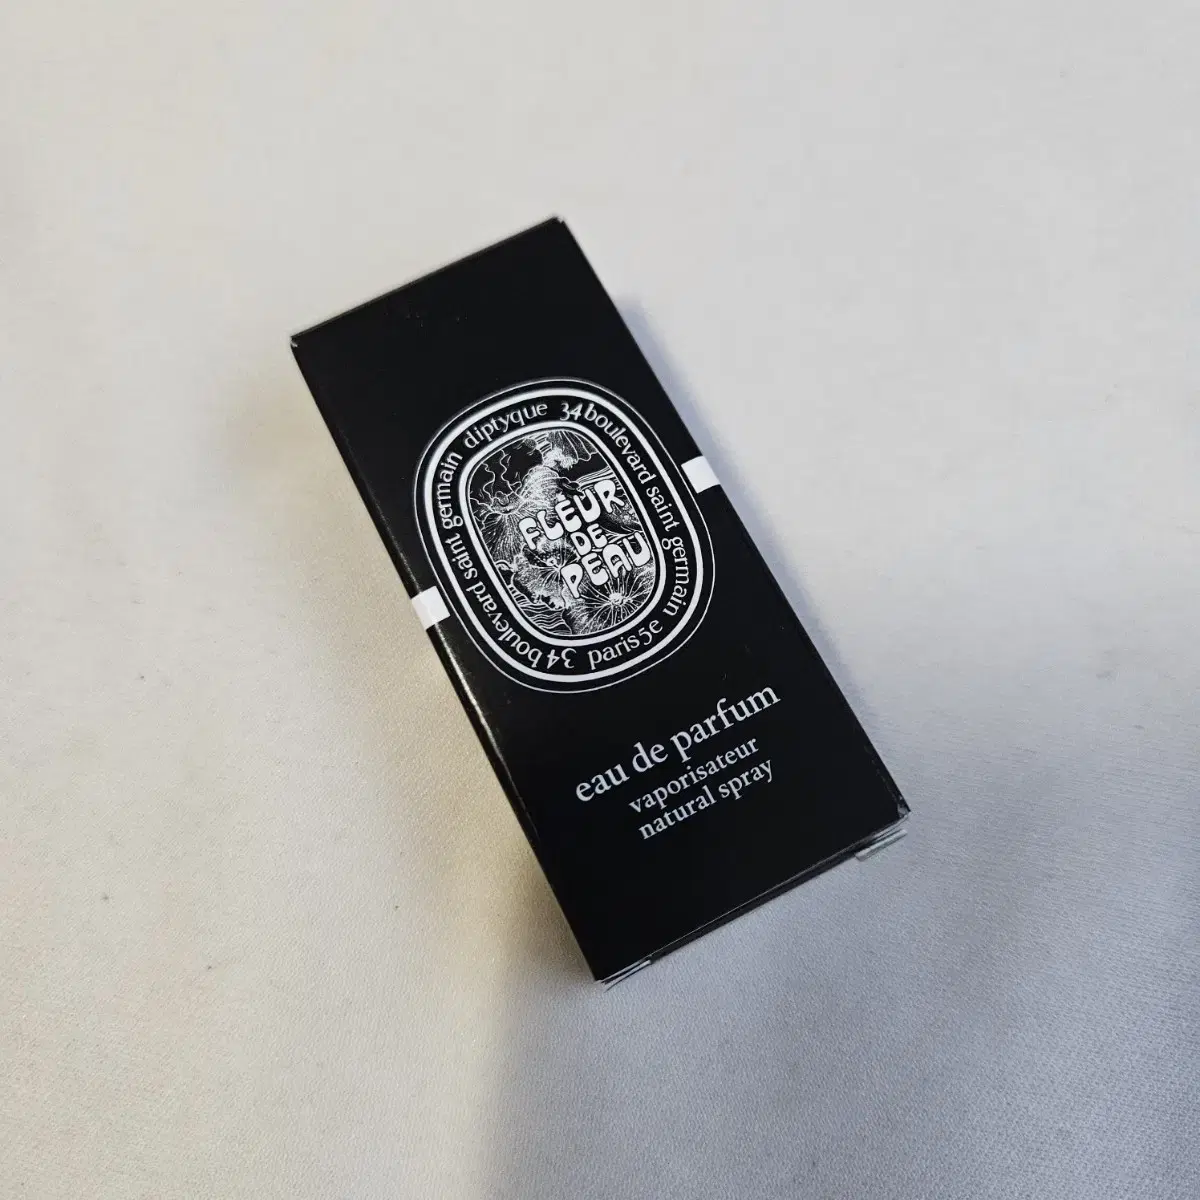 diptyque 34 boulevard saint germain
paris 5e 34 boulevard saint germain
FLEUR
DE
PEAU
eau de parfum
vaporisateur
natural spray